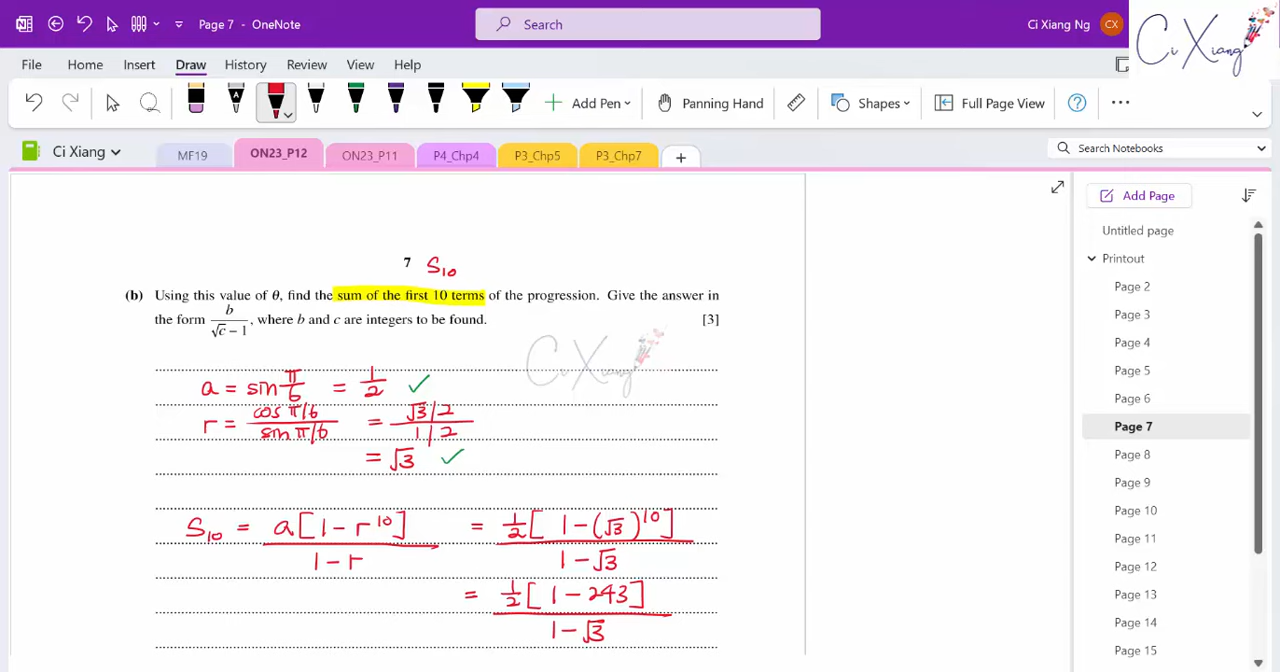 Page 7 - OneNote
Search
Ci Xiang Ng
CX
Ci Xiang
File Home Insert Draw History Review View Help
A
Add Pen
Panning Hand
Shapes
Full Page View
?
Ci Xiang
MF19
ON23_P12
ON23_P11
P4_Chp4
P3_Chp5
P3_Chp7
+
Search Notebooks
Add Page
Untitled page
Printout
Page 2
Page 3
Page 4
Page 5
Page 6
Page 7
Page 8
Page 9
Page 10
Page 11
Page 12
Page 13
Page 14
Page 15
7 S₁₀
(b) Using this value of θ, find the sum of the first 10 terms of the progression. Give the answer in
the form b/(√c − 1), where b and c are integers to be found. [3]
Ci Xiang
a = sin π/6 = 1/2 ✓
r = (cos π/6)/(sin π/6) = (√3/2)/(1/2)
= √3 ✓
S₁₀ = a[1 − r¹⁰]/(1 − r) = ½[1 − (√3)¹⁰]/(1 − √3)
= ½[1 − 243]/(1 − √3)